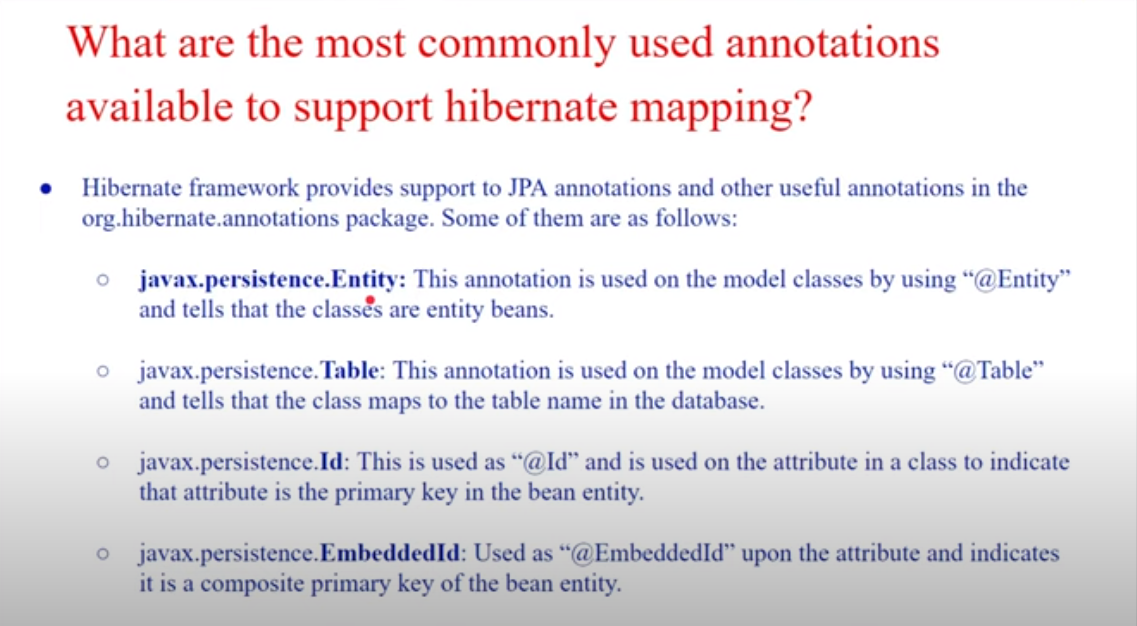 What are the most commonly used annotations
available to support hibernate mapping?
● Hibernate framework provides support to JPA annotations and other useful annotations in the
org.hibernate.annotations package. Some of them are as follows:
○ javax.persistence.Entity: This annotation is used on the model classes by using “@Entity”
and tells that the classes are entity beans.
○ javax.persistence.Table: This annotation is used on the model classes by using “@Table”
and tells that the class maps to the table name in the database.
○ javax.persistence.Id: This is used as “@Id” and is used on the attribute in a class to indicate
that attribute is the primary key in the bean entity.
○ javax.persistence.EmbeddedId: Used as “@EmbeddedId” upon the attribute and indicates
it is a composite primary key of the bean entity.